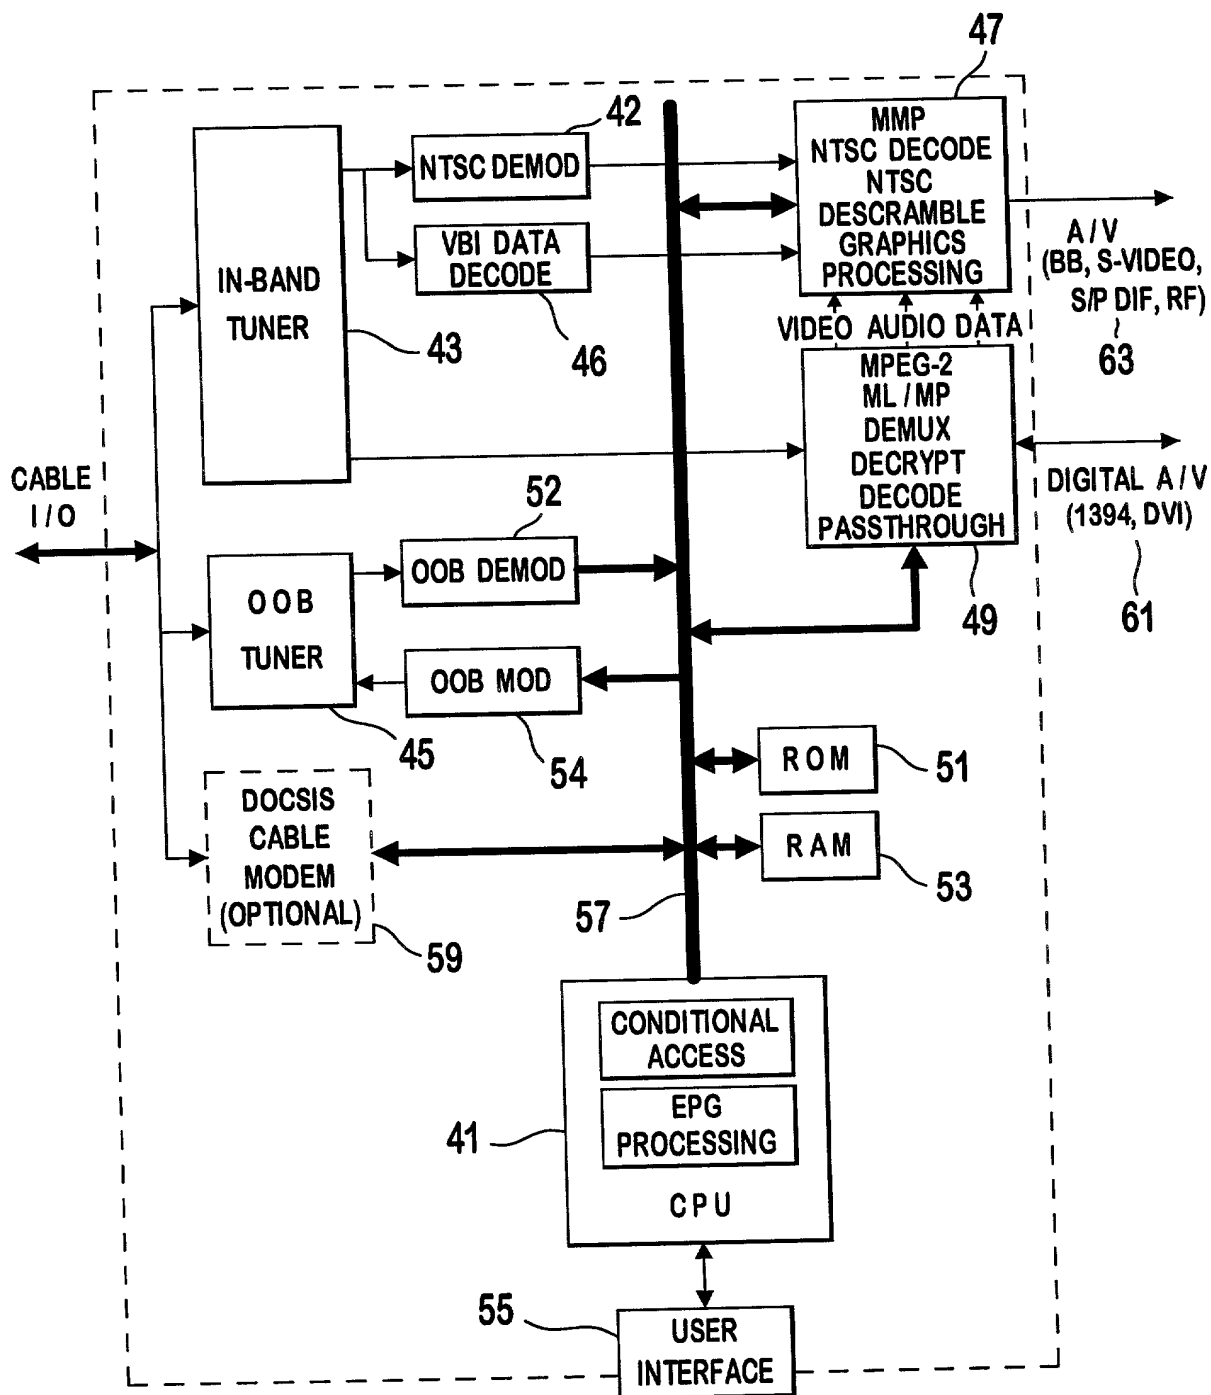 47
42
MMP
NTSC DECODE
NTSC
DESCRAMBLE
GRAPHICS
PROCESSING
NTSC DEMOD
VBI DATA
DECODE
46
IN-BAND
TUNER
43
A/V
(BB, S-VIDEO,
S/P DIF, RF)
63
VIDEO AUDIO DATA
MPEG-2
ML/MP
DEMUX
DECRYPT
DECODE
PASSTHROUGH
49
DIGITAL A/V
(1394, DVI)
61
CABLE
I/O
52
OOB DEMOD
OOB
TUNER
45
OOB MOD
54
ROM
51
RAM
53
DOCSIS
CABLE
MODEM
(OPTIONAL)
59
57
CONDITIONAL
ACCESS
EPG
PROCESSING
CPU
41
55
USER
INTERFACE